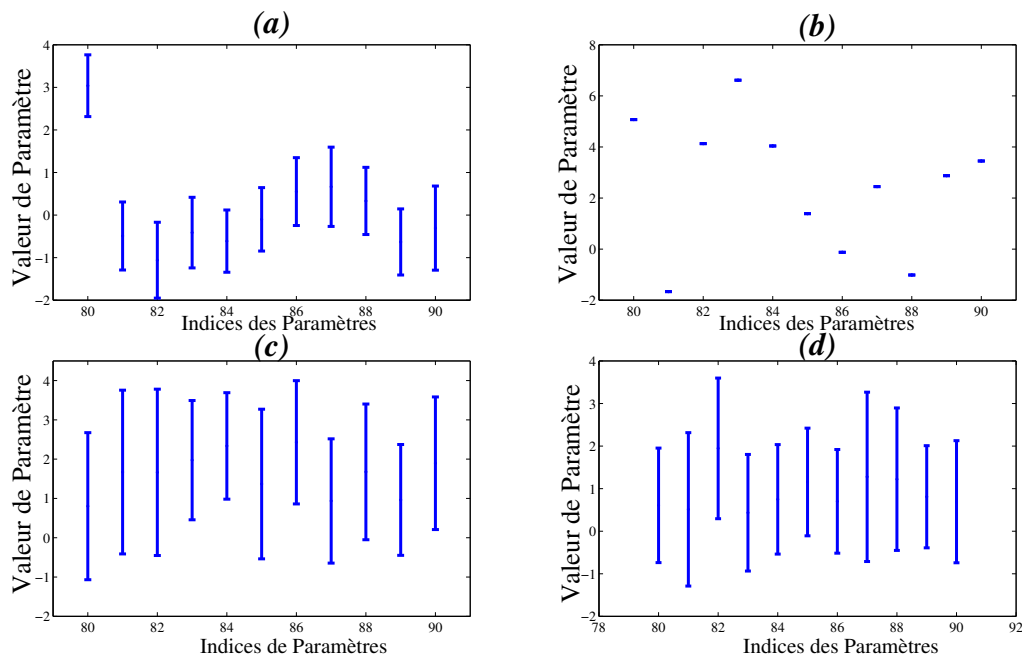 (a)
Valeur de Paramètre
4
3
2
1
0
−1
−2
80 82 84 86 88 90
Indices des Paramètres
(b)
Valeur de Paramètre
8
6
4
2
0
−2
80 82 84 86 88 90
Indices des Paramètres
(c)
Valeur de Paramètre
4
3
2
1
0
−1
−2
80 82 84 86 88 90
Indices de Paramètres
(d)
Valeur de Paramètre
4
3
2
1
0
−1
−2
78 80 82 84 86 88 90 92
Indices des Paramètres